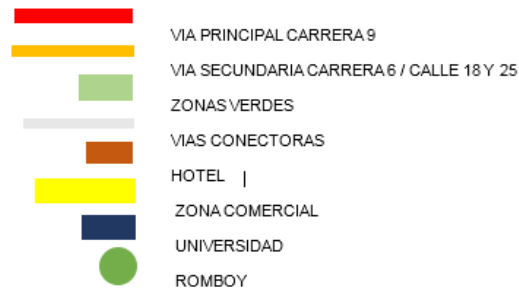 VIA PRINCIPAL CARRERA 9
VIA SECUNDARIA CARRERA 6 / CALLE 18 Y 25
ZONAS VERDES
VIAS CONECTORAS
HOTEL
ZONA COMERCIAL
UNIVERSIDAD
ROMBOY